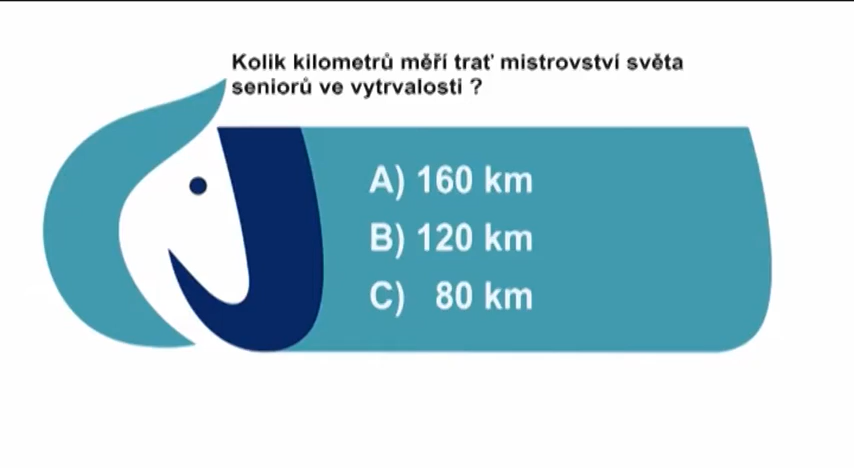 Kolik kilometrů měří trať mistrovství světa
seniorů ve vytrvalosti ?
A) 160 km
B) 120 km
C) 80 km